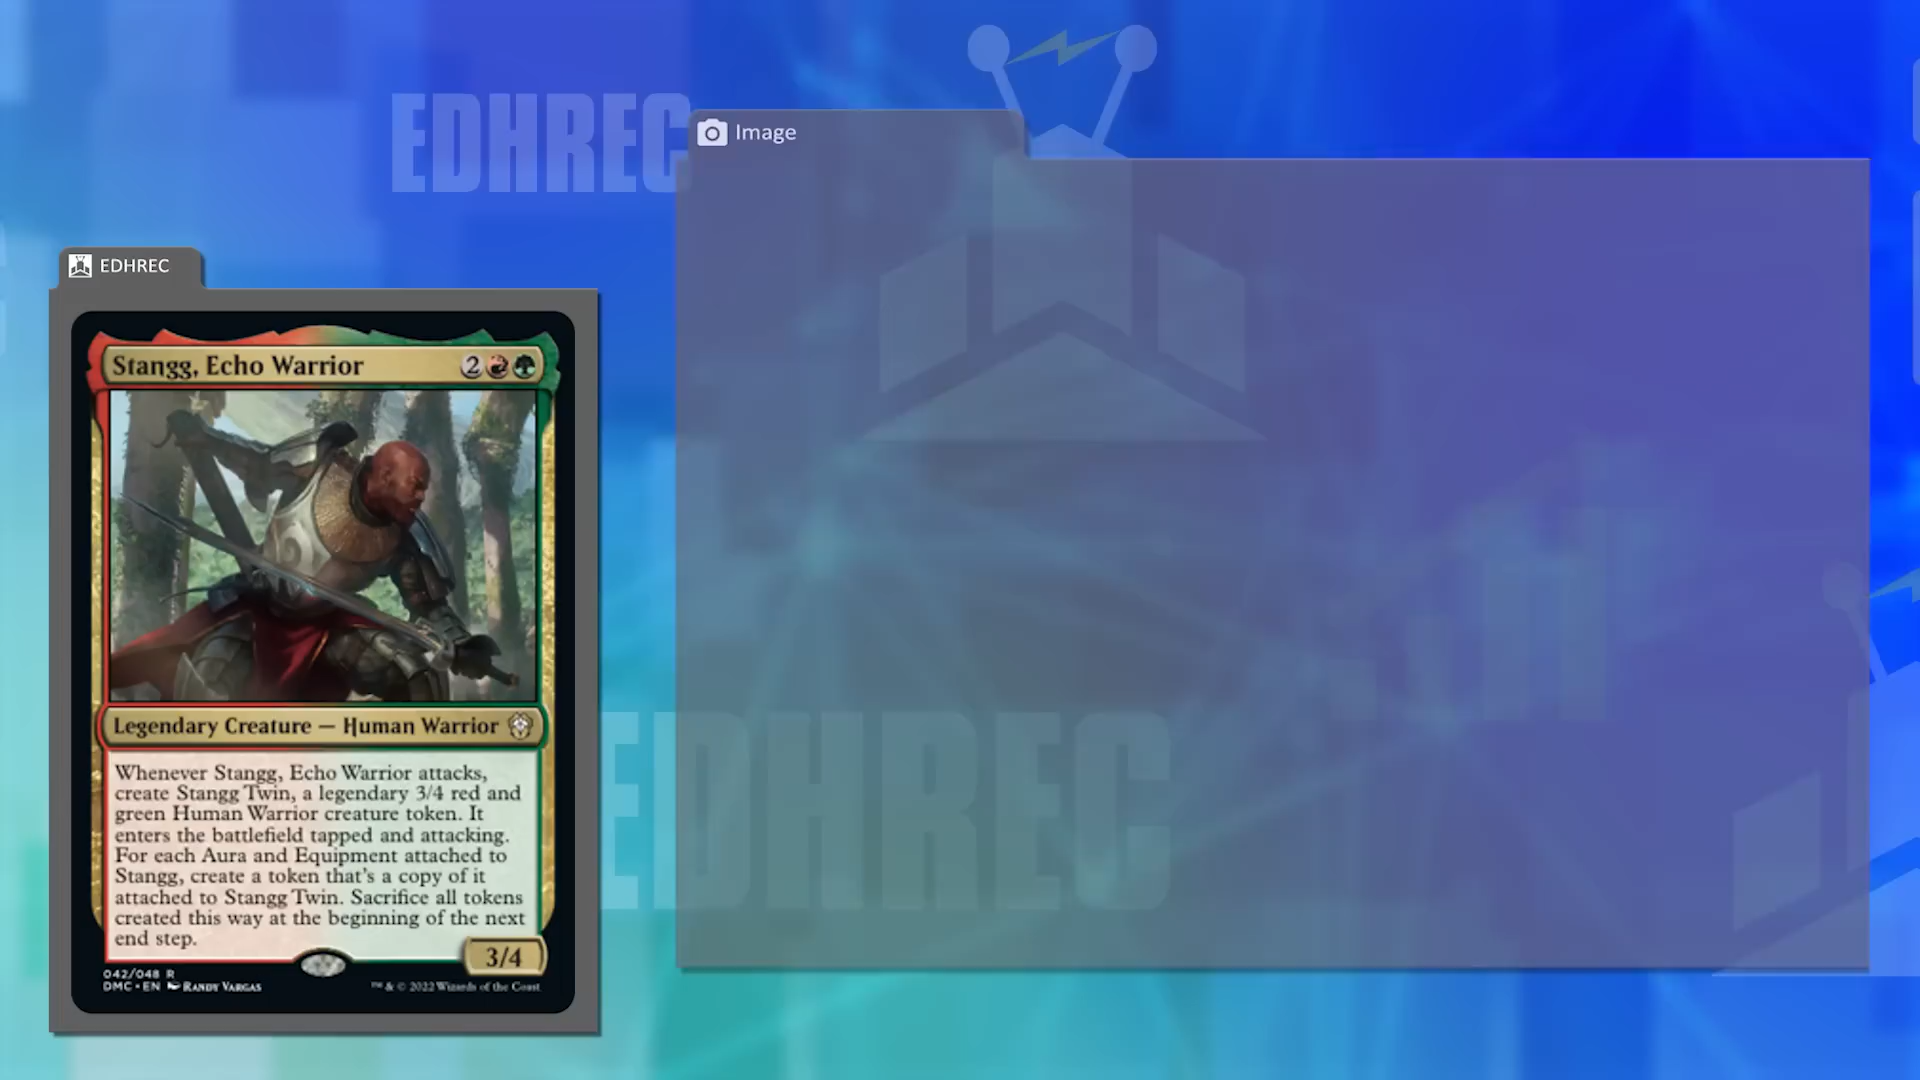 EDHREC
Image
EDHREC
Stangg, Echo Warrior 2
Legendary Creature — Human Warrior
Whenever Stangg, Echo Warrior attacks,
create Stangg Twin, a legendary 3/4 red and
green Human Warrior creature token. It
enters the battlefield tapped and attacking.
For each Aura and Equipment attached to
Stangg, create a token that's a copy of it
attached to Stangg Twin. Sacrifice all tokens
created this way at the beginning of the next
end step.
3/4
042/048 R
DMC • EN Randy Vargas
™ & © 2022 Wizards of the Coast
EDHREC